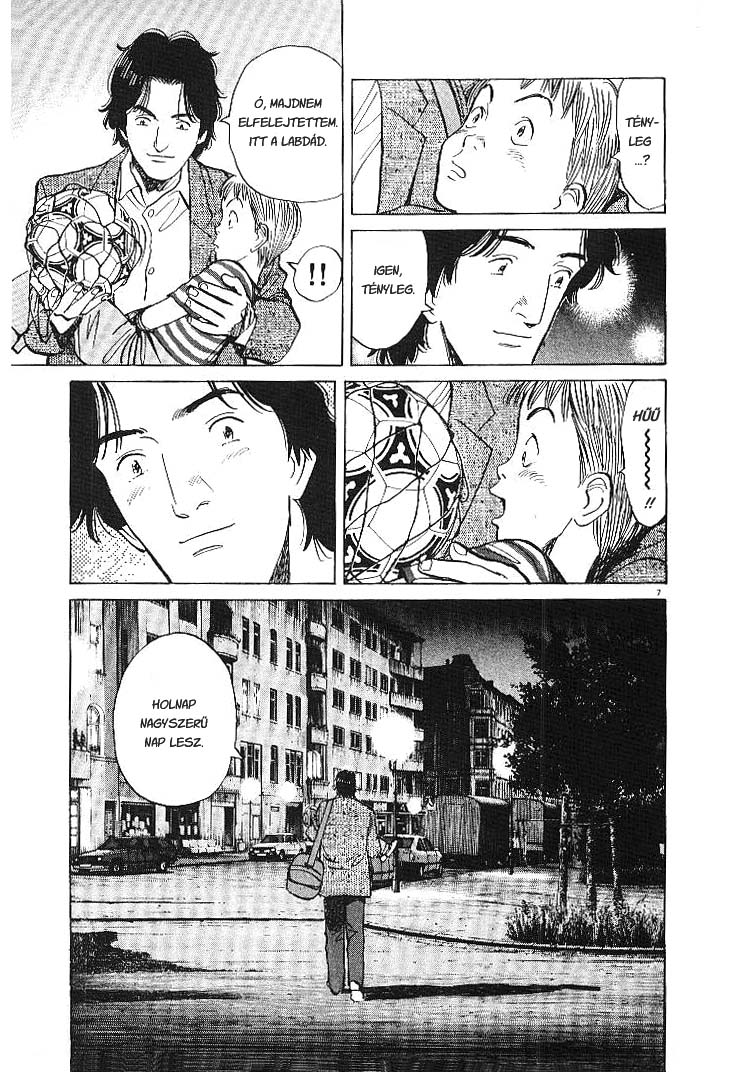 TÉNY-
LEG
...?
IGEN,
TÉNYLEG.
Ó, MAJDNEM
ELFELEJTETTEM.
ITT A LABDÁD.
!!
HŰŰ
!!
7
HOLNAP
NAGYSZERŰ
NAP LESZ.